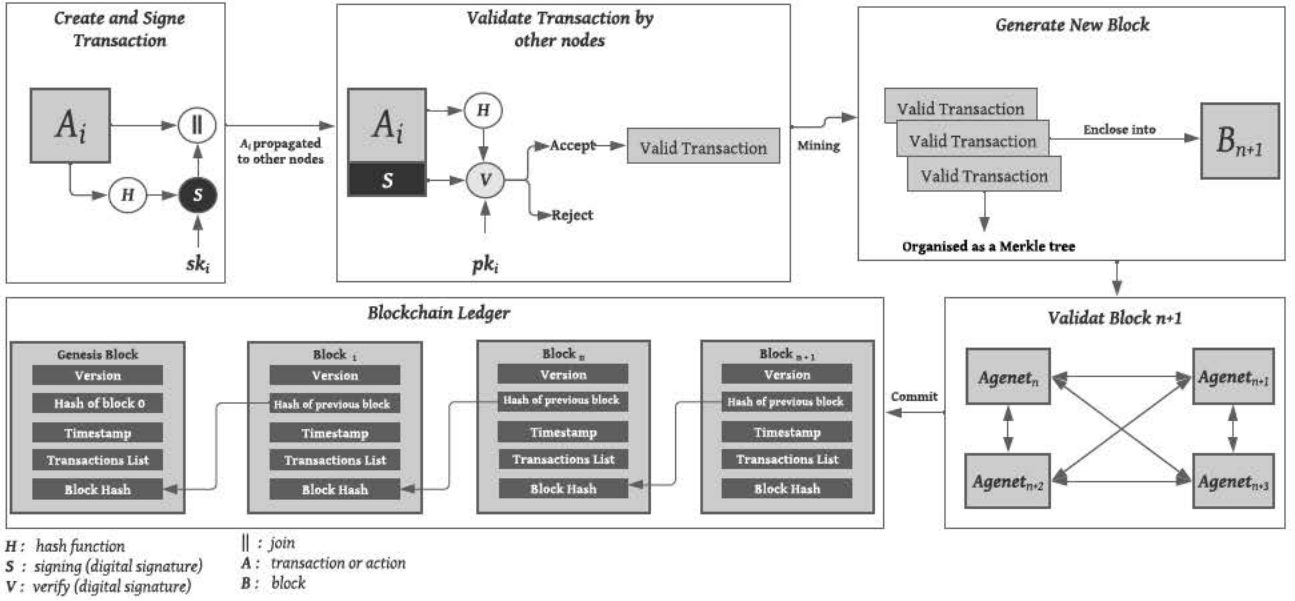 Create and Signe
Transaction
A_i
||
H
S
sk_i
A_i propagated
to other nodes
Validate Transaction by
other nodes
A_i
S
H
V
pk_i
Accept
Reject
Valid Transaction
Mining
Generate New Block
Valid Transaction
Valid Transaction
Valid Transaction
Enclose into
B_n+1
Organised as a Merkle tree
Blockchain Ledger
Genesis Block
Version
Hash of block 0
Timestamp
Transactions List
Block Hash
Block 1
Version
Hash of previous block
Timestamp
Transactions List
Block Hash
Block n
Version
Hash of previous block
Timestamp
Transactions List
Block Hash
Block n+1
Version
Hash of previous block
Timestamp
Transactions List
Block Hash
Commit
Validat Block n+1
Agenet_n
Agenet_n+1
Agenet_n+2
Agenet_n+3
H : hash function
S : signing (digital signature)
V : verify (digital signature)
|| : join
A : transaction or action
B : block